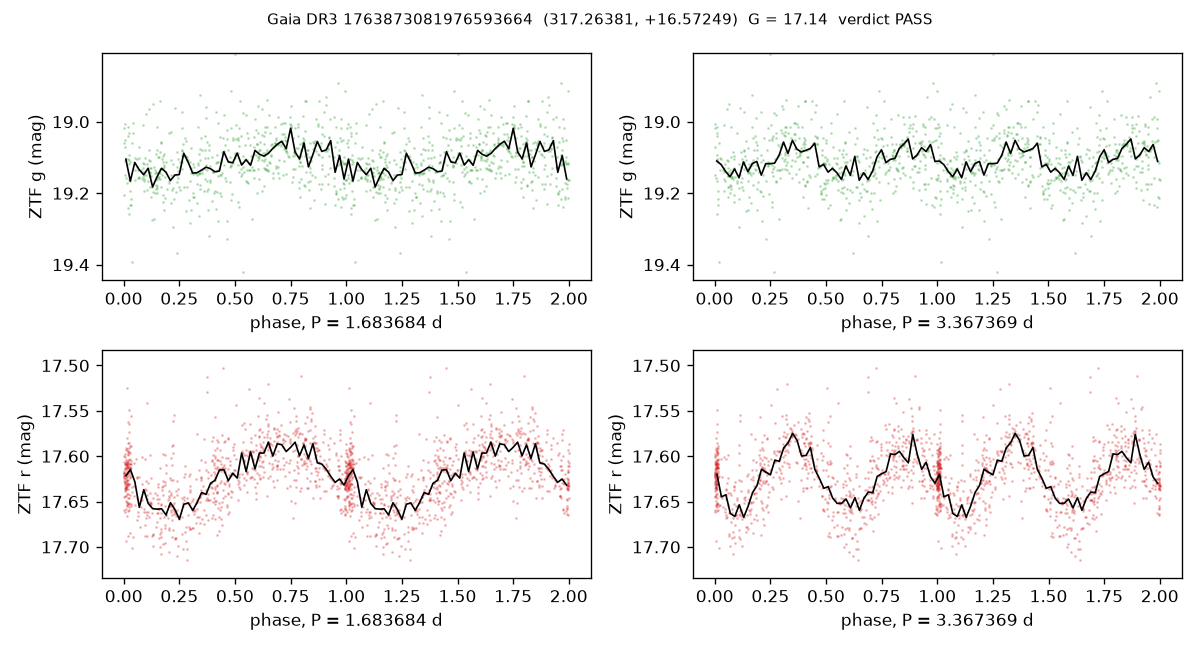 Gaia DR3 1763873081976593664  (317.26381, +16.57249)  G = 17.14  verdict PASS
ZTF g (mag)
19.0
19.2
19.4
0.00 0.25 0.50 0.75 1.00 1.25 1.50 1.75 2.00
phase, P = 1.683684 d
ZTF g (mag)
19.0
19.2
19.4
0.00 0.25 0.50 0.75 1.00 1.25 1.50 1.75 2.00
phase, P = 3.367369 d
ZTF r (mag)
17.50
17.55
17.60
17.65
17.70
0.00 0.25 0.50 0.75 1.00 1.25 1.50 1.75 2.00
phase, P = 1.683684 d
ZTF r (mag)
17.50
17.55
17.60
17.65
17.70
0.00 0.25 0.50 0.75 1.00 1.25 1.50 1.75 2.00
phase, P = 3.367369 d